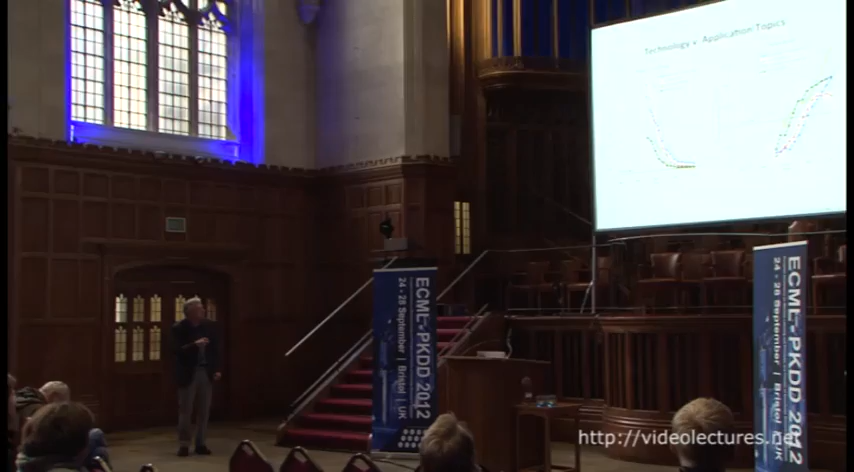 Technology v. Application Topics
ECML-PKDD 2012
24 - 28 September | Bristol | UK
ECML-PKDD 2012
24 - 28 September | Bristol | UK
http://videolectures.net